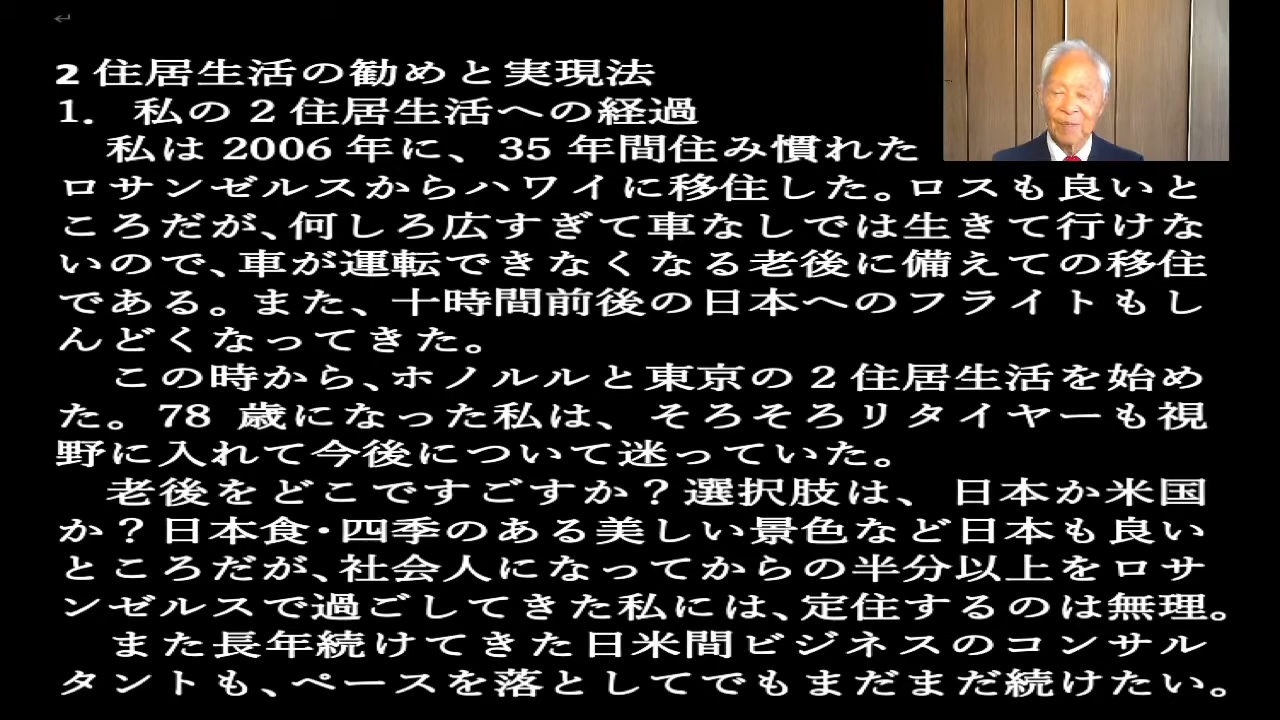 2 住居生活の勧めと実現法
1. 私の 2 住居生活への経過
私は 2006 年に、35 年間住み慣れた
ロサンゼルスからハワイに移住した。ロスも良いと
ころだが、何しろ広すぎて車なしでは生きて行けな
いので、車が運転できなくなる老後に備えての移住
である。また、十時間前後の日本へのフライトもし
んどくなってきた。
この時から、ホノルルと東京の 2 住居生活を始め
た。78 歳になった私は、そろそろリタイヤーも視
野に入れて今後について迷っていた。
老後をどこですごすか？選択肢は、日本か米国
か？日本食・四季のある美しい景色など日本も良い
ところだが、社会人になってからの半分以上をロサ
ンゼルスで過ごしてきた私には、定住するのは無理。
また長年続けてきた日米間ビジネスのコンサル
タントも、ペースを落としてでもまだまだ続けたい。